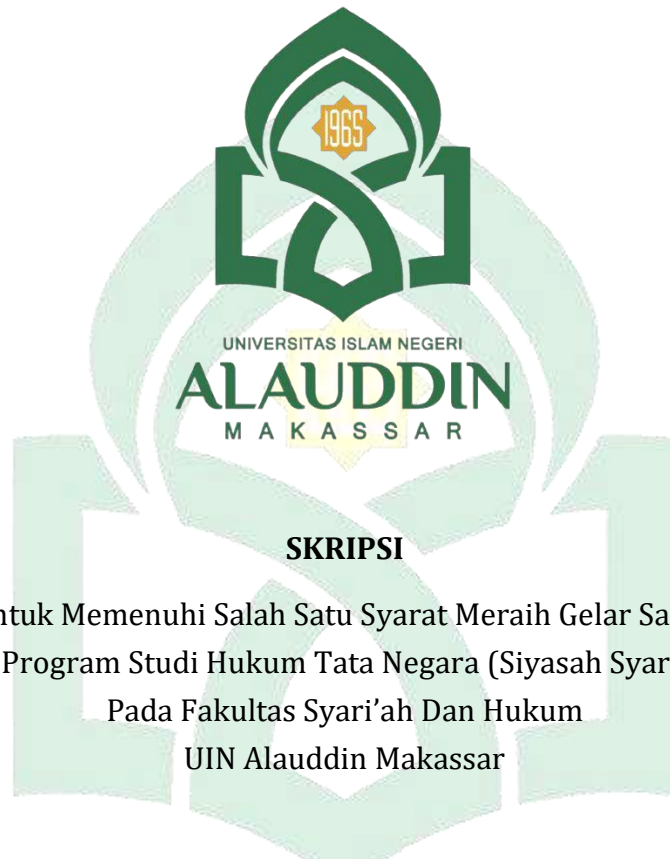 1965
UNIVERSITAS ISLAM NEGERI
ALAUDDIN
MAKASSAR
SKRIPSI
ntuk Memenuhi Salah Satu Syarat Meraih Gelar Sa
Program Studi Hukum Tata Negara (Siyasah Syar
Pada Fakultas Syari’ah Dan Hukum
UIN Alauddin Makassar